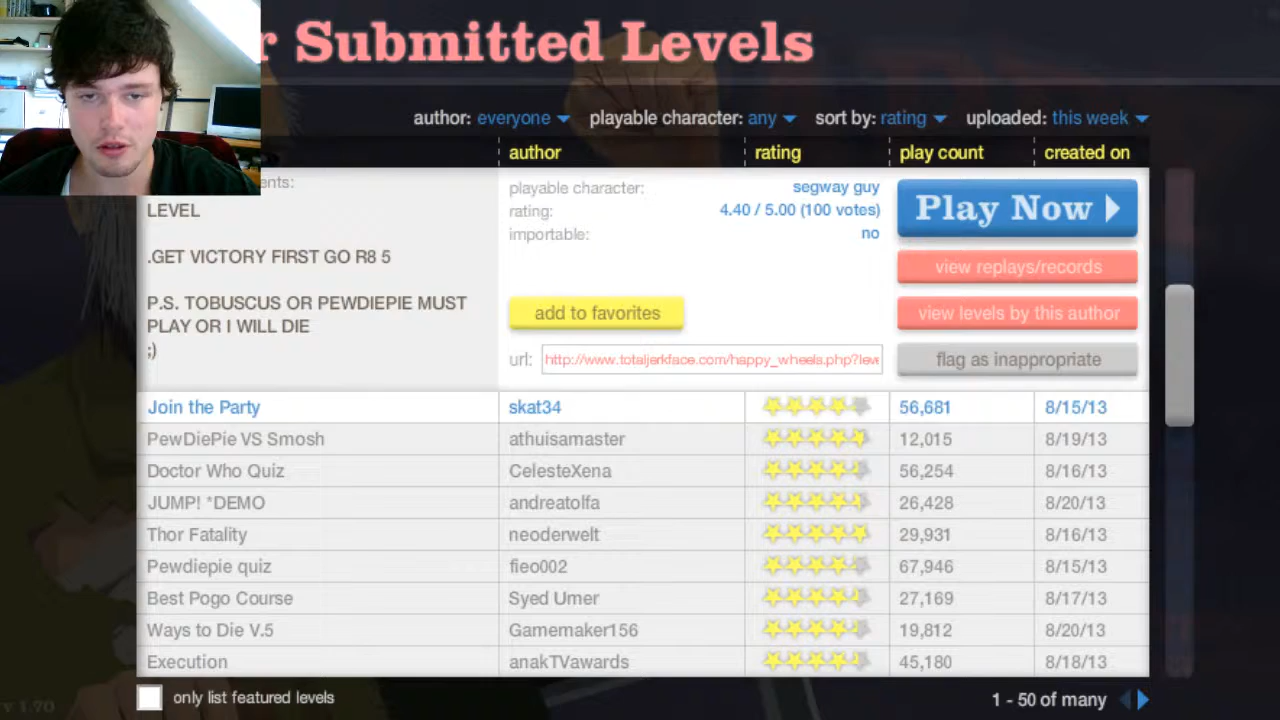 r Submitted Levels
author: everyone playable character: any sort by: rating uploaded: this week
author rating play count created on
ents:
LEVEL
.GET VICTORY FIRST GO R8 5
P.S. TOBUSCUS OR PEWDIEPIE MUST
PLAY OR I WILL DIE
;)
playable character: segway guy
rating: 4.40 / 5.00 (100 votes)
importable: no
add to favorites
url: http://www.totaljerkface.com/happy_wheels.php?lev
Play Now
view replays/records
view levels by this author
flag as inappropriate
Join the Party skat34 56,681 8/15/13
PewDiePie VS Smosh athuisamaster 12,015 8/19/13
Doctor Who Quiz CelesteXena 56,254 8/16/13
JUMP! *DEMO andreatolfa 26,428 8/20/13
Thor Fatality neoderwelt 29,931 8/16/13
Pewdiepie quiz fieo002 67,946 8/15/13
Best Pogo Course Syed Umer 27,169 8/17/13
Ways to Die V.5 Gamemaker156 19,812 8/20/13
Execution anakTVawards 45,180 8/18/13
only list featured levels 1 - 50 of many
v 1.70